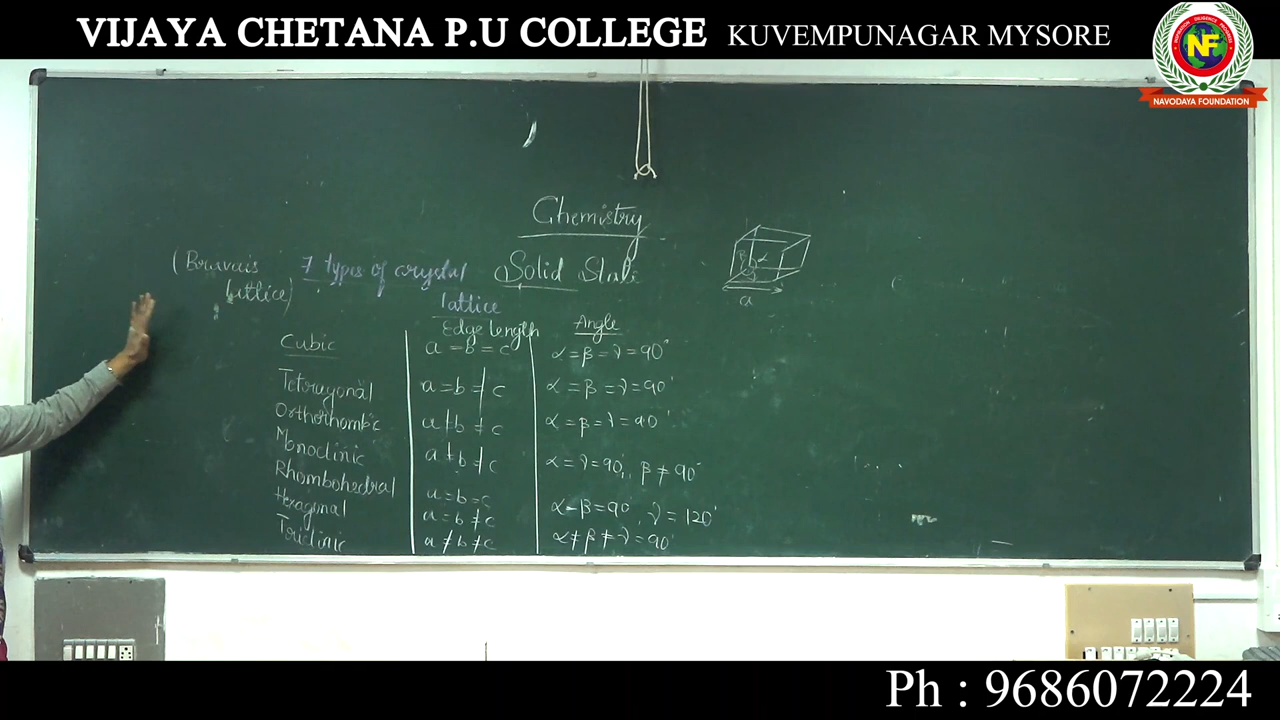 VIJAYA CHETANA P.U COLLEGE KUVEMPUNAGAR MYSORE
NF
NAVODAYA FOUNDATION
Chemistry
(Bravais 7 types of crystal Solid State
lattice) lattice
a
Edge length Angle
Cubic a = b = c α = β = γ = 90°
Tetragonal a = b ≠ c α = β = γ = 90°
Orthorhombic a ≠ b ≠ c α = β = γ = 90°
Monoclinic a ≠ b ≠ c α = γ = 90°, β ≠ 90°
Rhombohedral a = b = c
Hexagonal a = b ≠ c α = β = 90°, γ = 120°
Triclinic a ≠ b ≠ c α ≠ β ≠ γ = 90°
Ph : 9686072224